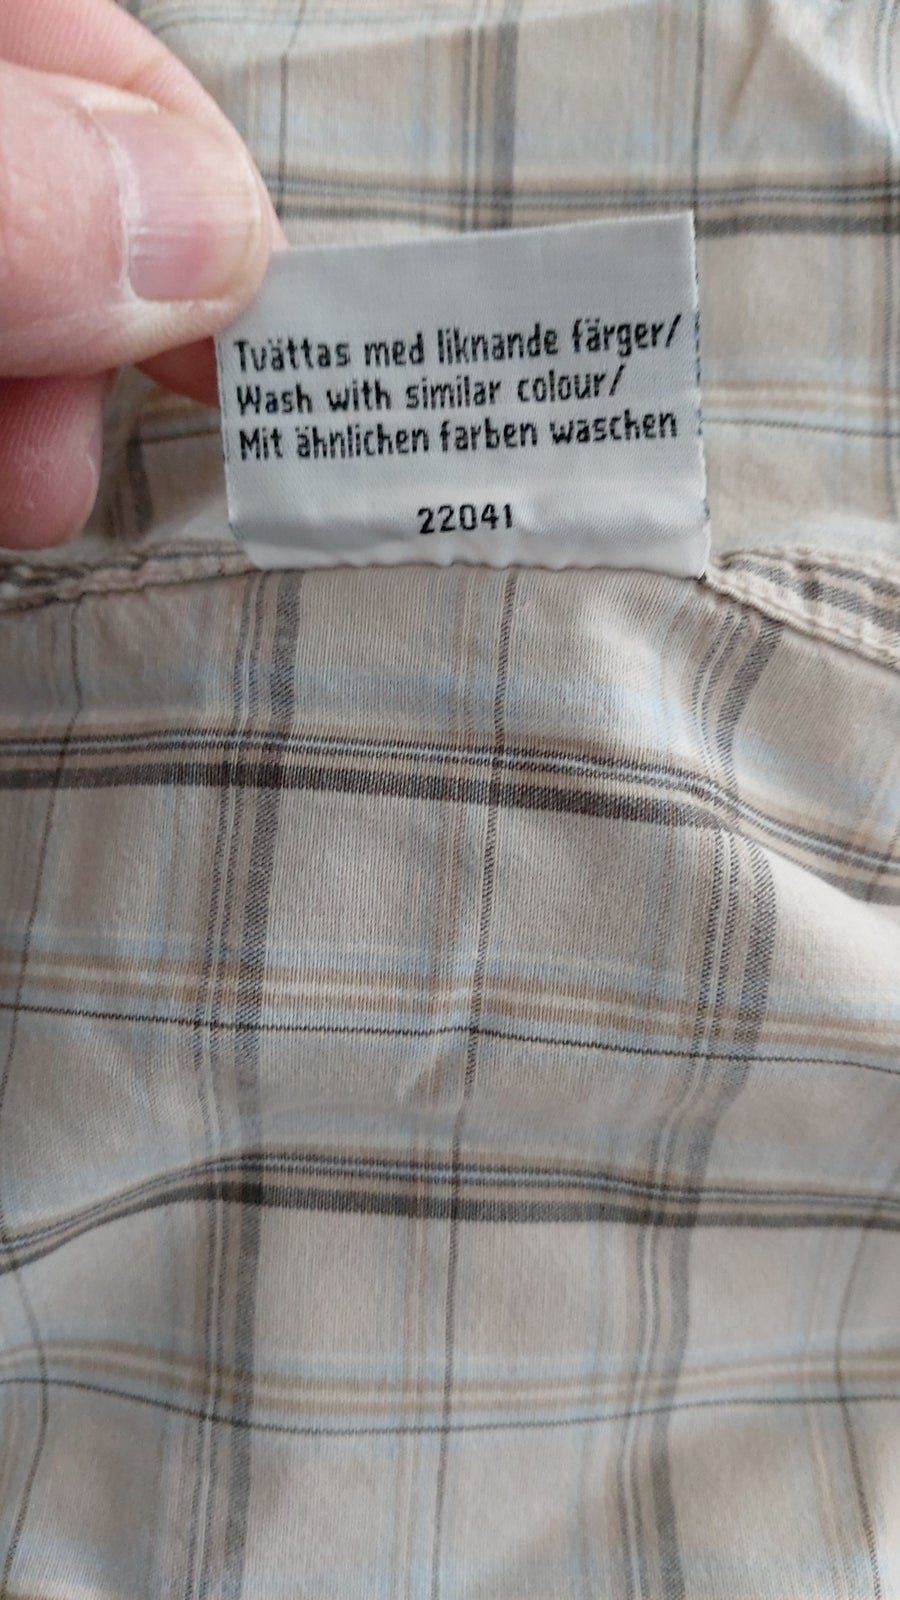 Tvättas med liknande färger/
Wash with similar colour/
Mit ähnlichen farben waschen
22041